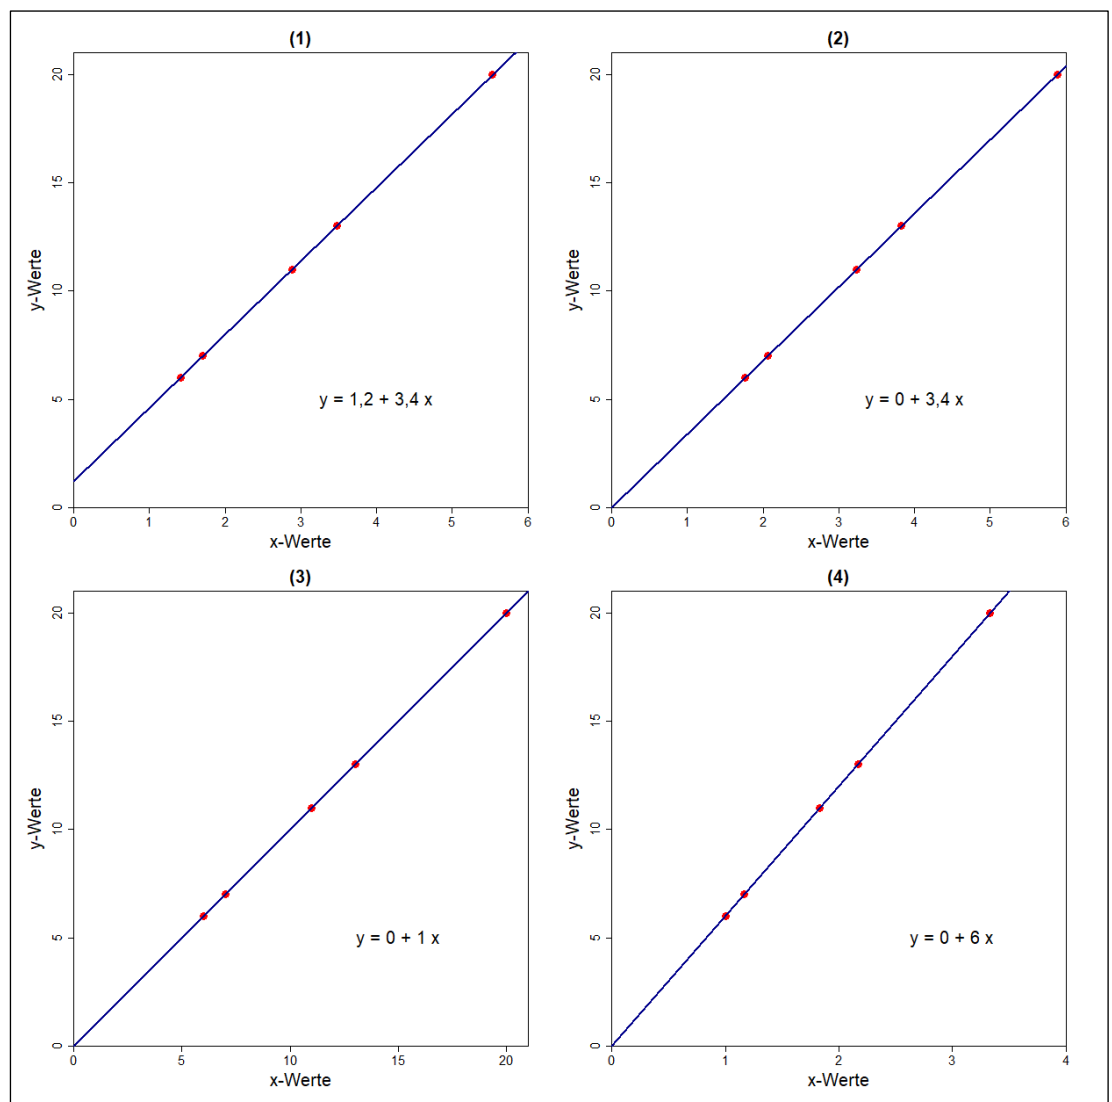 (1)
20
15
10
5
0
y-Werte
y = 1,2 + 3,4 x
0 1 2 3 4 5 6
x-Werte
(2)
20
15
10
5
0
y-Werte
y = 0 + 3,4 x
0 1 2 3 4 5 6
x-Werte
(3)
20
15
10
5
0
y-Werte
y = 0 + 1 x
0 5 10 15 20
x-Werte
(4)
20
15
10
5
0
y-Werte
y = 0 + 6 x
0 1 2 3 4
x-Werte